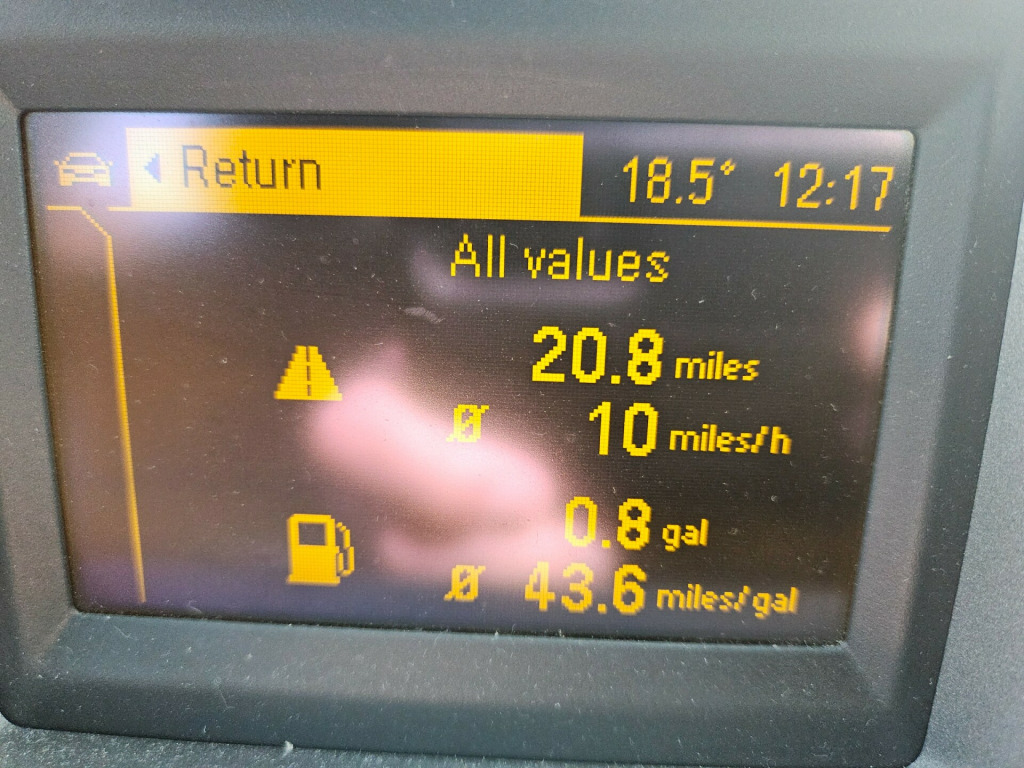 Return 18.5° 12:17
All values
20.8 miles
Ø 10 miles/h
0.8 gal
Ø 43.6 miles/gal